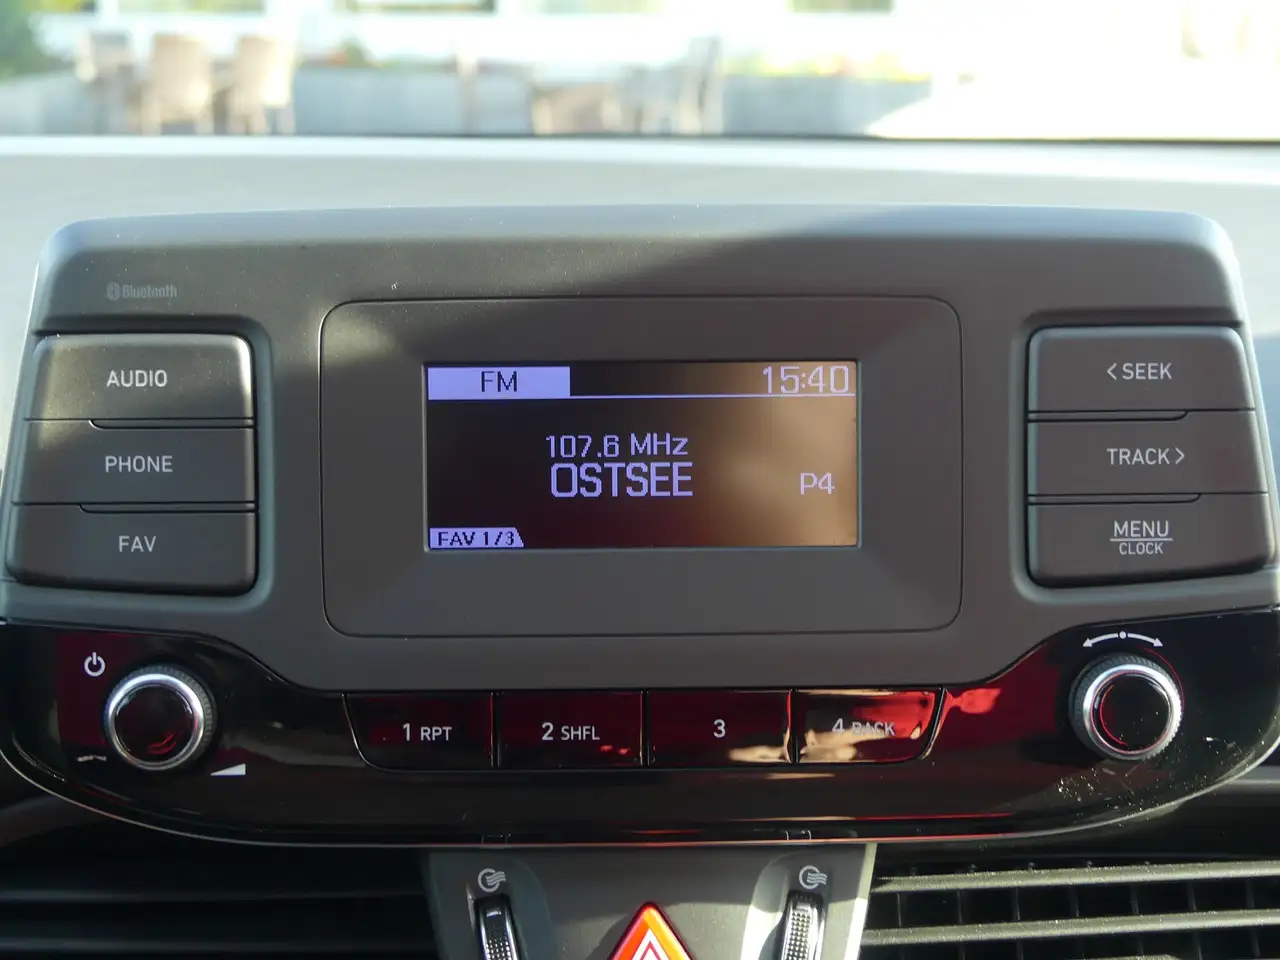 Bluetooth
AUDIO
PHONE
FAV
FM 15:40
107.6 MHz
OSTSEE
P4
FAV 1/3
< SEEK
TRACK >
MENU
CLOCK
1 RPT
2 SHFL
3
4 BACK